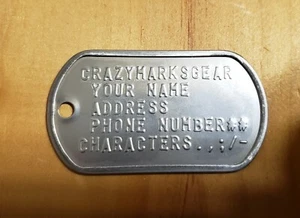 CRAZYMARKSGEAR
YOUR NAME
ADDRESS
PHONE NUMBER**
CHARACTERS.,;/-